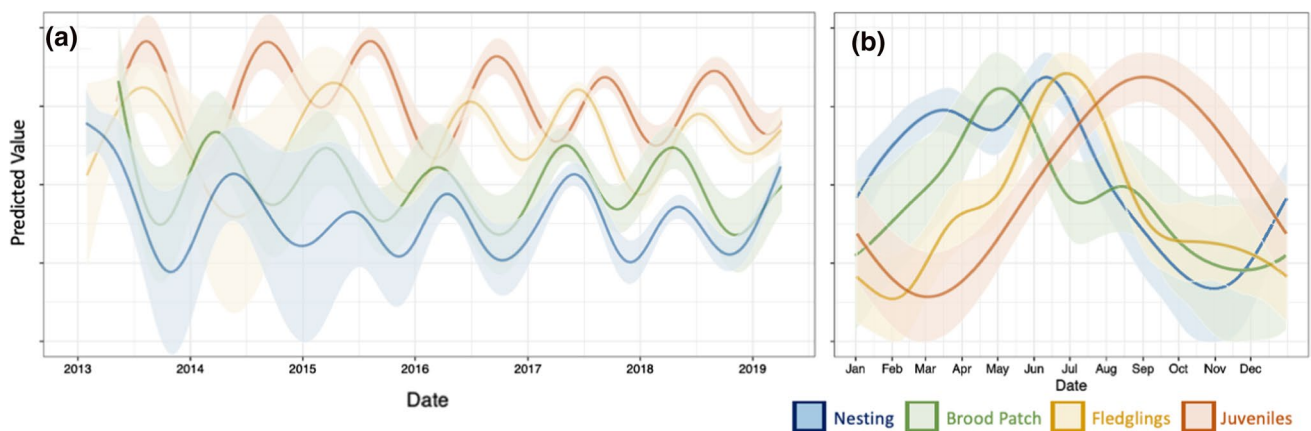 (a)
(b)
Predicted Value
2013 2014 2015 2016 2017 2018 2019
Jan Feb Mar Apr May Jun Jul Aug Sep Oct Nov Dec
Date
Date
Nesting Brood Patch Fledglings Juveniles